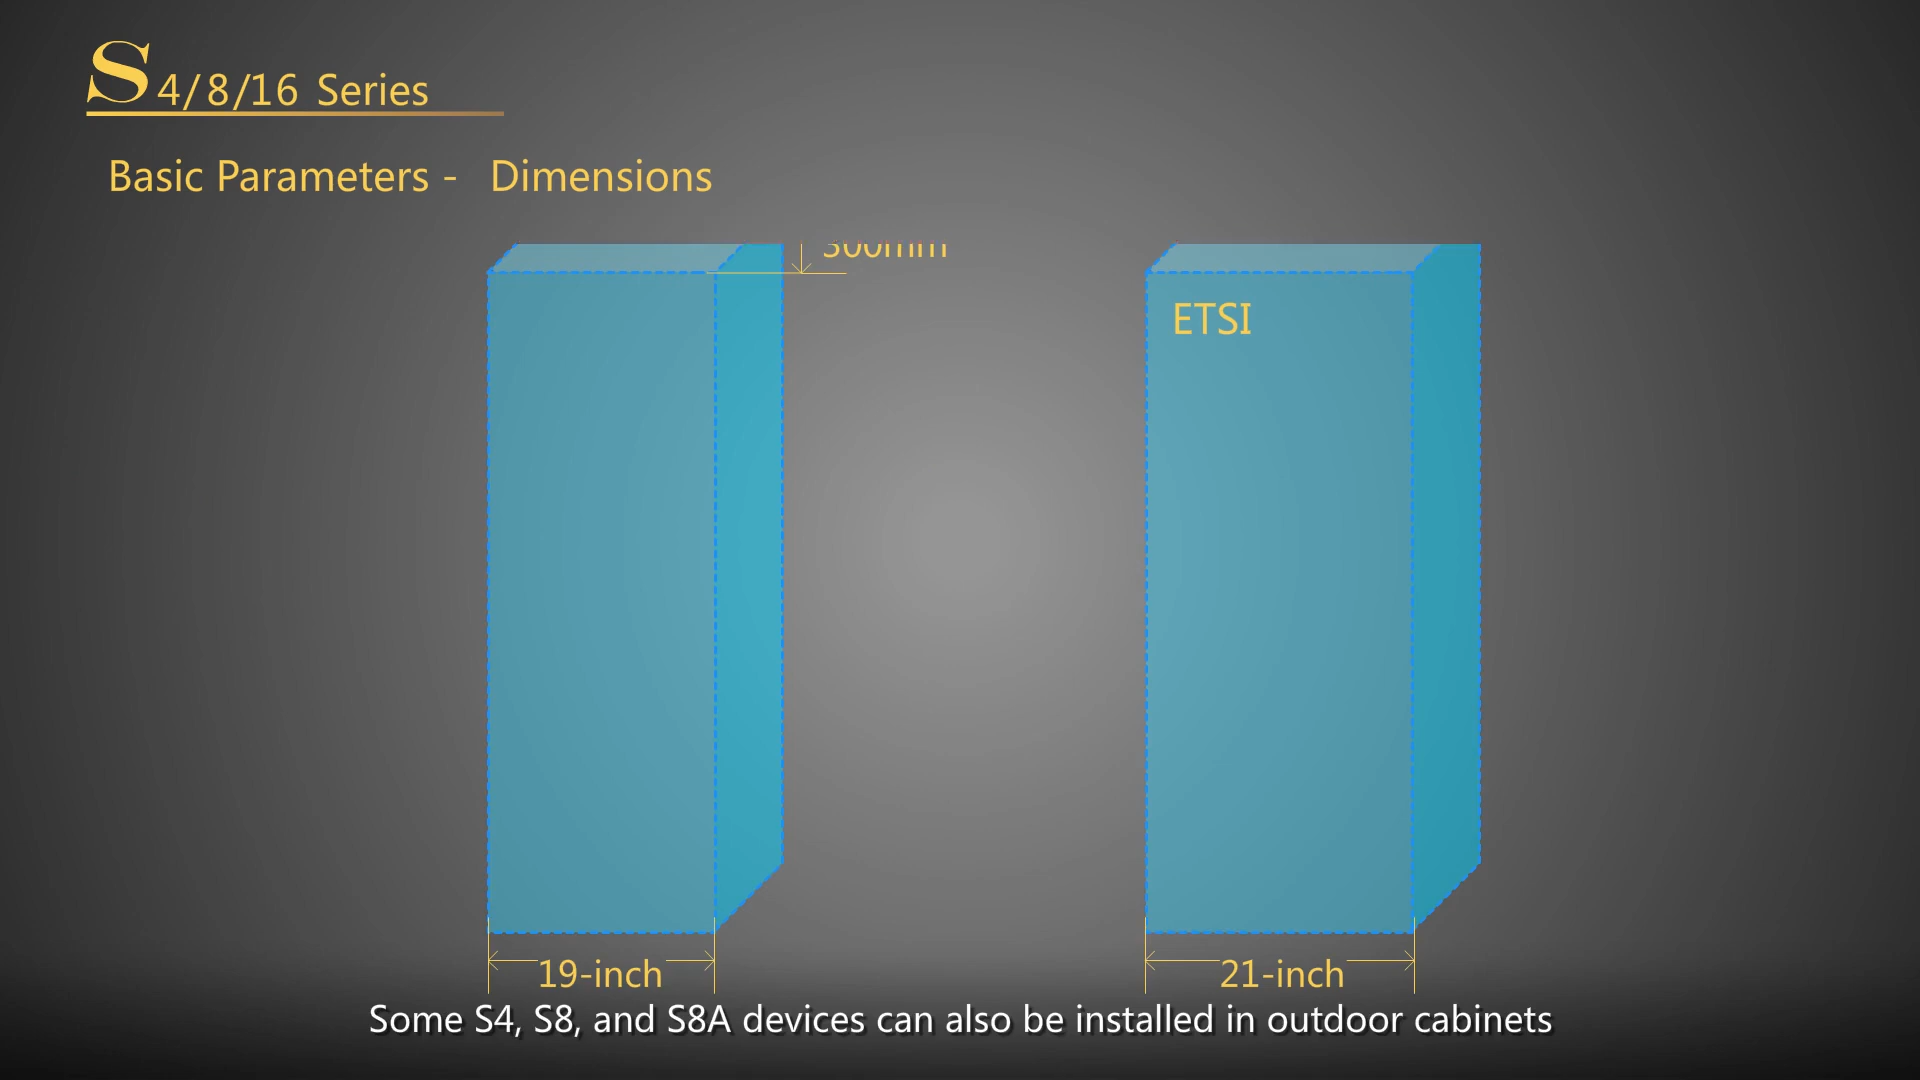 S4/8/16 Series
Basic Parameters - Dimensions
300mm
ETSI
19-inch
21-inch
Some S4, S8, and S8A devices can also be installed in outdoor cabinets